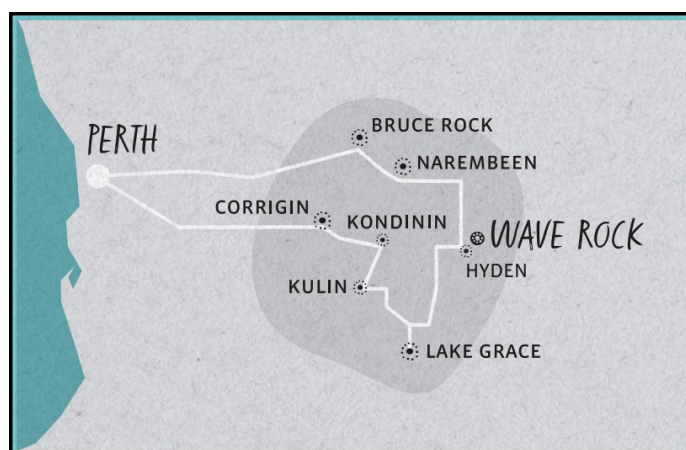 BRUCE ROCK
PERTH
NAREMBEEN
CORRIGIN
KONDININ
WAVE ROCK
HYDEN
KULIN
LAKE GRACE